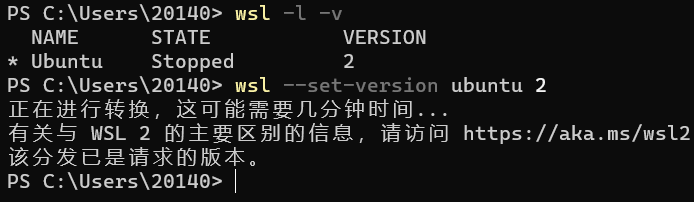 PS C:\Users\20140> wsl -l -v
  NAME      STATE           VERSION
* Ubuntu    Stopped         2
PS C:\Users\20140> wsl --set-version ubuntu 2
正在进行转换，这可能需要几分钟时间...
有关与 WSL 2 的主要区别的信息，请访问 https://aka.ms/wsl2
该分发已是请求的版本。
PS C:\Users\20140>